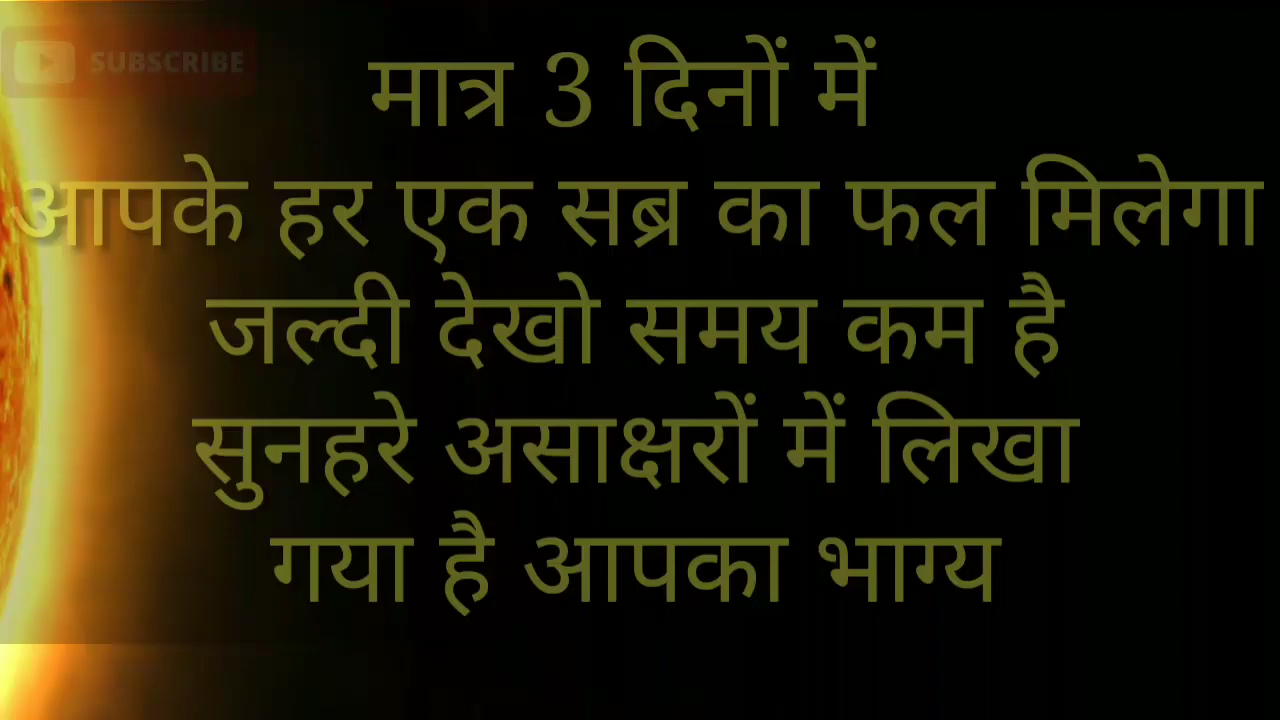 SUBSCRIBE
मात्र 3 दिनों में
आपके हर एक सब्र का फल मिलेगा
जल्दी देखो समय कम है
सुनहरे असाक्षरों में लिखा
गया है आपका भाग्य